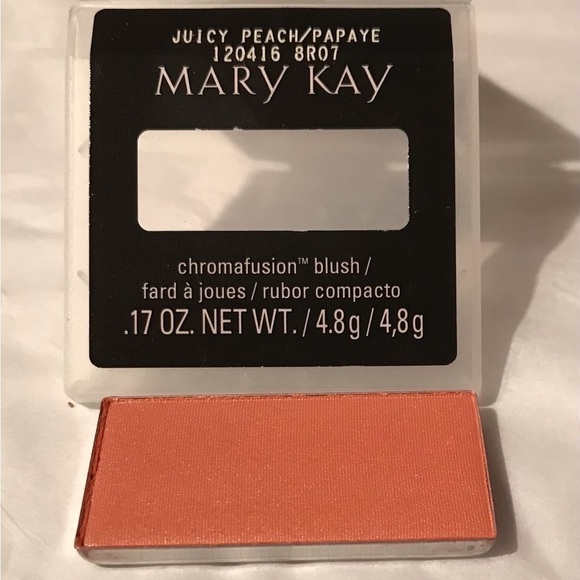 JUICY PEACH/PAPAYE
120416 8R07
MARY KAY
chromafusion™ blush /
fard à joues / rubor compacto
.17 OZ. NET WT. / 4.8g / 4,8g